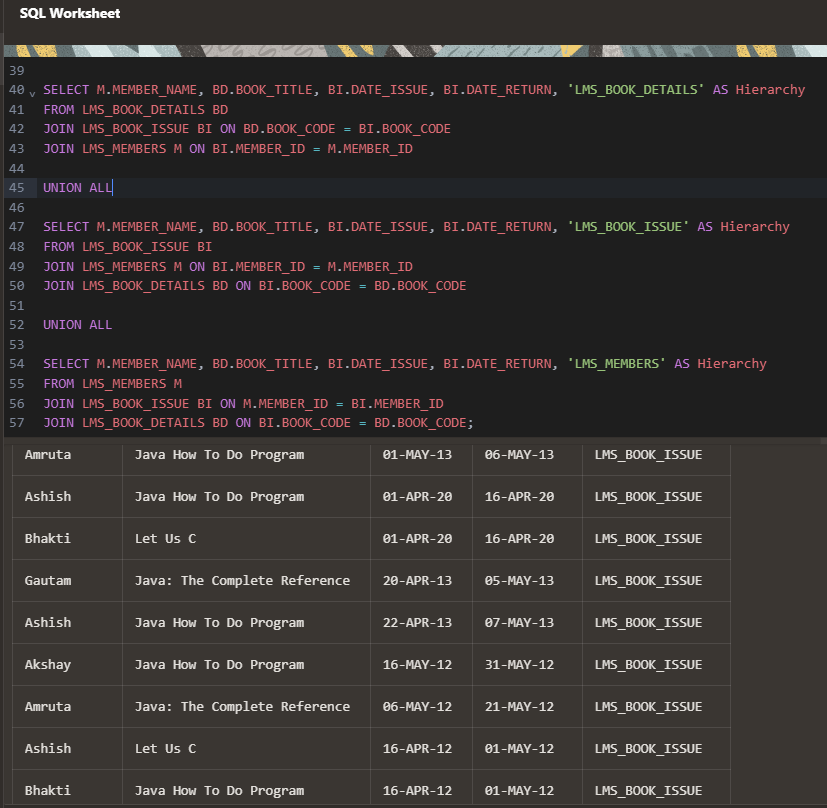 SQL Worksheet
39
40 SELECT M.MEMBER_NAME, BD.BOOK_TITLE, BI.DATE_ISSUE, BI.DATE_RETURN, 'LMS_BOOK_DETAILS' AS Hierarchy
41 FROM LMS_BOOK_DETAILS BD
42 JOIN LMS_BOOK_ISSUE BI ON BD.BOOK_CODE = BI.BOOK_CODE
43 JOIN LMS_MEMBERS M ON BI.MEMBER_ID = M.MEMBER_ID
44
45 UNION ALL
46
47 SELECT M.MEMBER_NAME, BD.BOOK_TITLE, BI.DATE_ISSUE, BI.DATE_RETURN, 'LMS_BOOK_ISSUE' AS Hierarchy
48 FROM LMS_BOOK_ISSUE BI
49 JOIN LMS_MEMBERS M ON BI.MEMBER_ID = M.MEMBER_ID
50 JOIN LMS_BOOK_DETAILS BD ON BI.BOOK_CODE = BD.BOOK_CODE
51
52 UNION ALL
53
54 SELECT M.MEMBER_NAME, BD.BOOK_TITLE, BI.DATE_ISSUE, BI.DATE_RETURN, 'LMS_MEMBERS' AS Hierarchy
55 FROM LMS_MEMBERS M
56 JOIN LMS_BOOK_ISSUE BI ON M.MEMBER_ID = BI.MEMBER_ID
57 JOIN LMS_BOOK_DETAILS BD ON BI.BOOK_CODE = BD.BOOK_CODE;
Amruta Java How To Do Program 01-MAY-13 06-MAY-13 LMS_BOOK_ISSUE
Ashish Java How To Do Program 01-APR-20 16-APR-20 LMS_BOOK_ISSUE
Bhakti Let Us C 01-APR-20 16-APR-20 LMS_BOOK_ISSUE
Gautam Java: The Complete Reference 20-APR-13 05-MAY-13 LMS_BOOK_ISSUE
Ashish Java How To Do Program 22-APR-13 07-MAY-13 LMS_BOOK_ISSUE
Akshay Java How To Do Program 16-MAY-12 31-MAY-12 LMS_BOOK_ISSUE
Amruta Java: The Complete Reference 06-MAY-12 21-MAY-12 LMS_BOOK_ISSUE
Ashish Let Us C 16-APR-12 01-MAY-12 LMS_BOOK_ISSUE
Bhakti Java How To Do Program 16-APR-12 01-MAY-12 LMS_BOOK_ISSUE